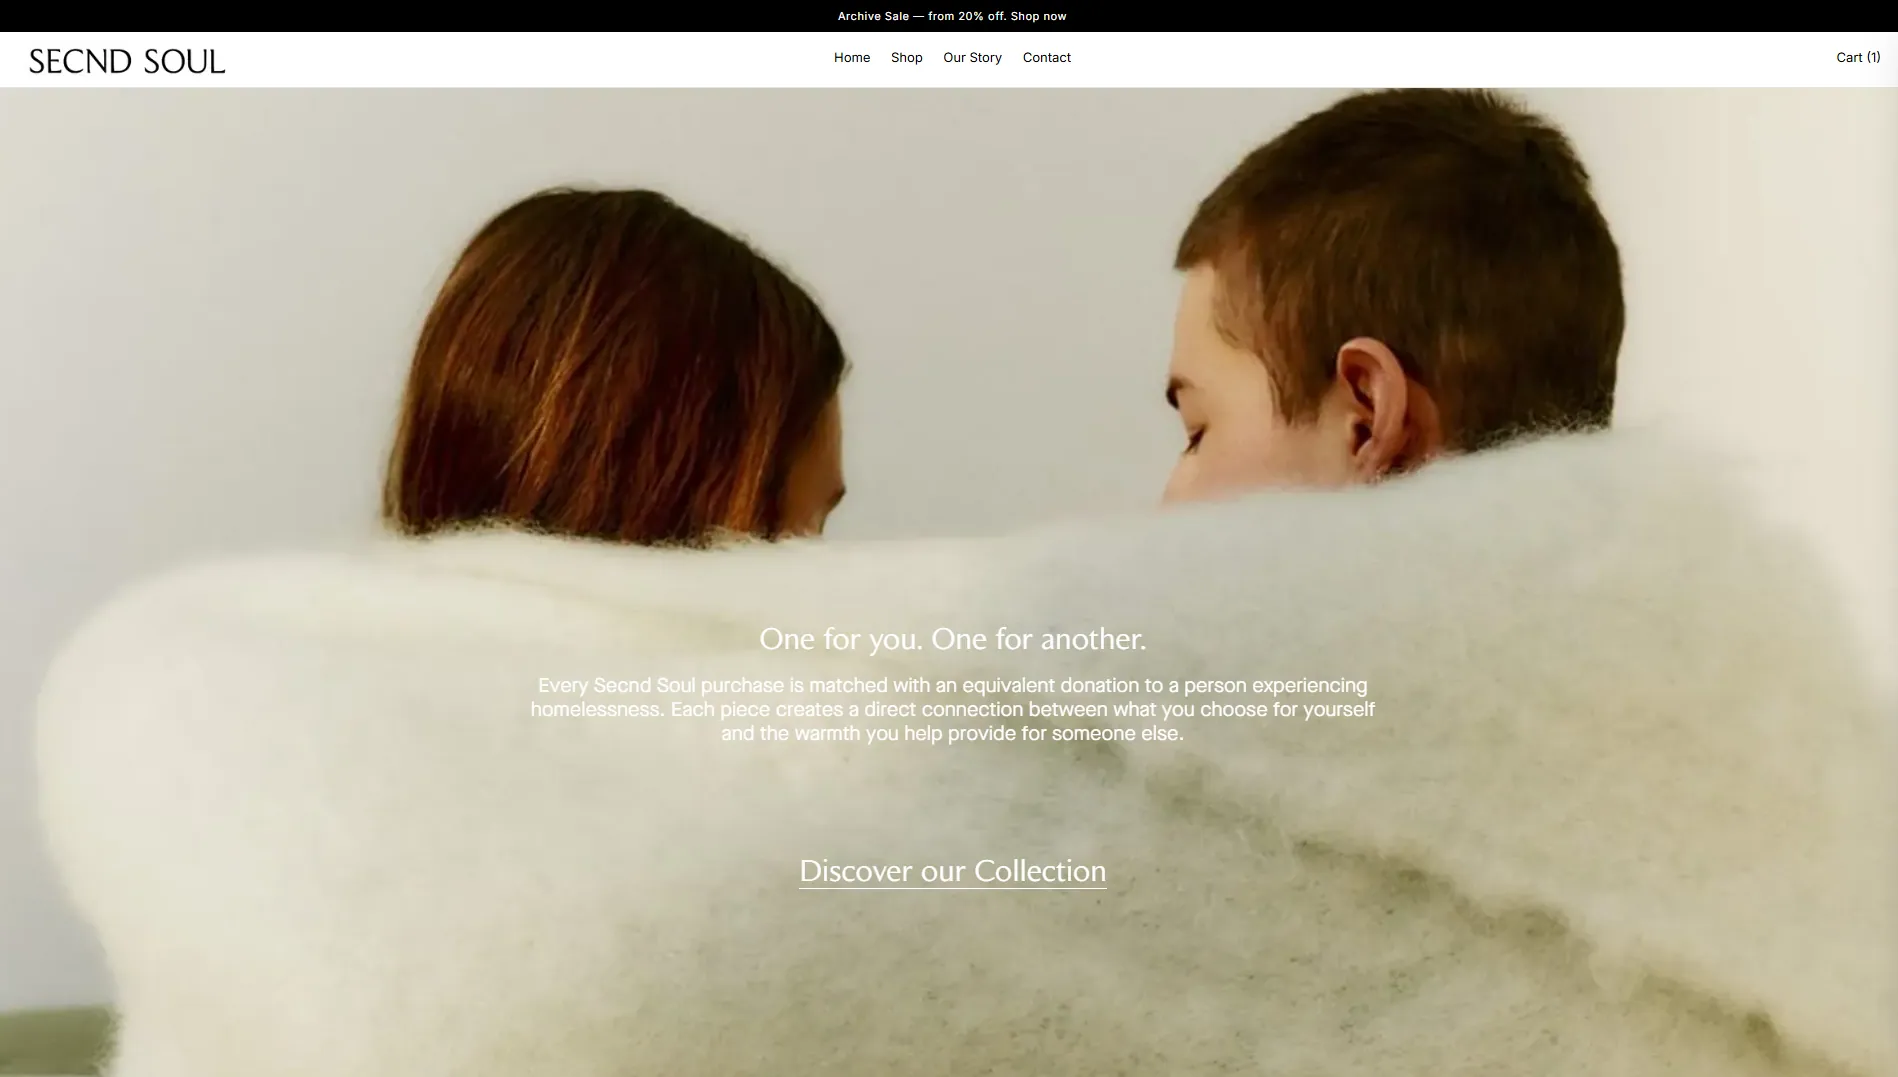 Archive Sale — from 20% off. Shop now
SECND SOUL
Home Shop Our Story Contact
Cart (1)
One for you. One for another.
Every Secnd Soul purchase is matched with an equivalent donation to a person experiencing
homelessness. Each piece creates a direct connection between what you choose for yourself
and the warmth you help provide for someone else.
Discover our Collection